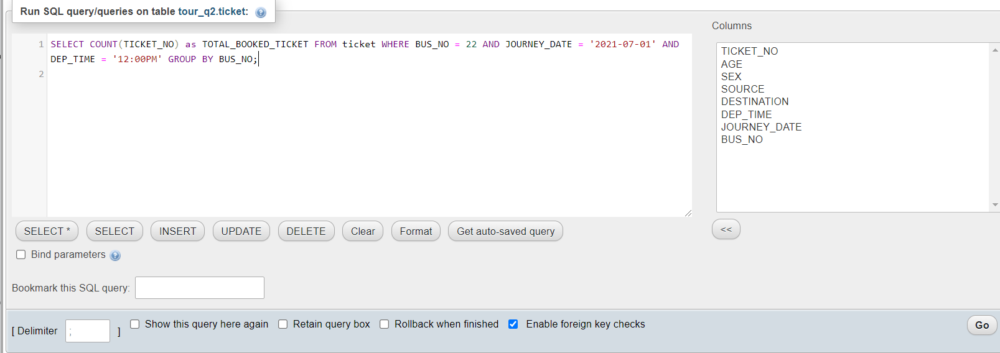 Run SQL query/queries on table tour_q2.ticket:
Columns
1 SELECT COUNT(TICKET_NO) as TOTAL_BOOKED_TICKET FROM ticket WHERE BUS_NO = 22 AND JOURNEY_DATE = '2021-07-01' AND
DEP_TIME = '12:00PM' GROUP BY BUS_NO;
2
TICKET_NO
AGE
SEX
SOURCE
DESTINATION
DEP_TIME
JOURNEY_DATE
BUS_NO
SELECT * SELECT INSERT UPDATE DELETE Clear Format Get auto-saved query <<
Bind parameters
Bookmark this SQL query:
[ Delimiter ; ] Show this query here again Retain query box Rollback when finished Enable foreign key checks Go